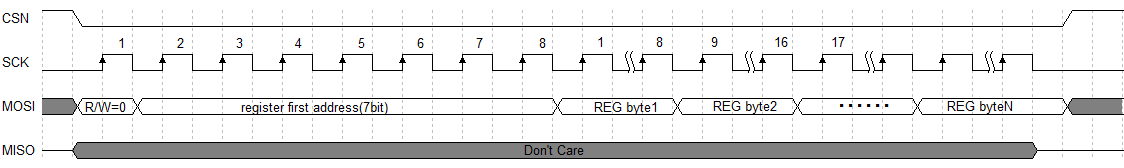 CSN
1 2 3 4 5 6 7 8 1 8 9 16 17
SCK
MOSI R/W=0 register first address(7bit) REG byte1 REG byte2 ······ REG byteN
MISO Don't Care